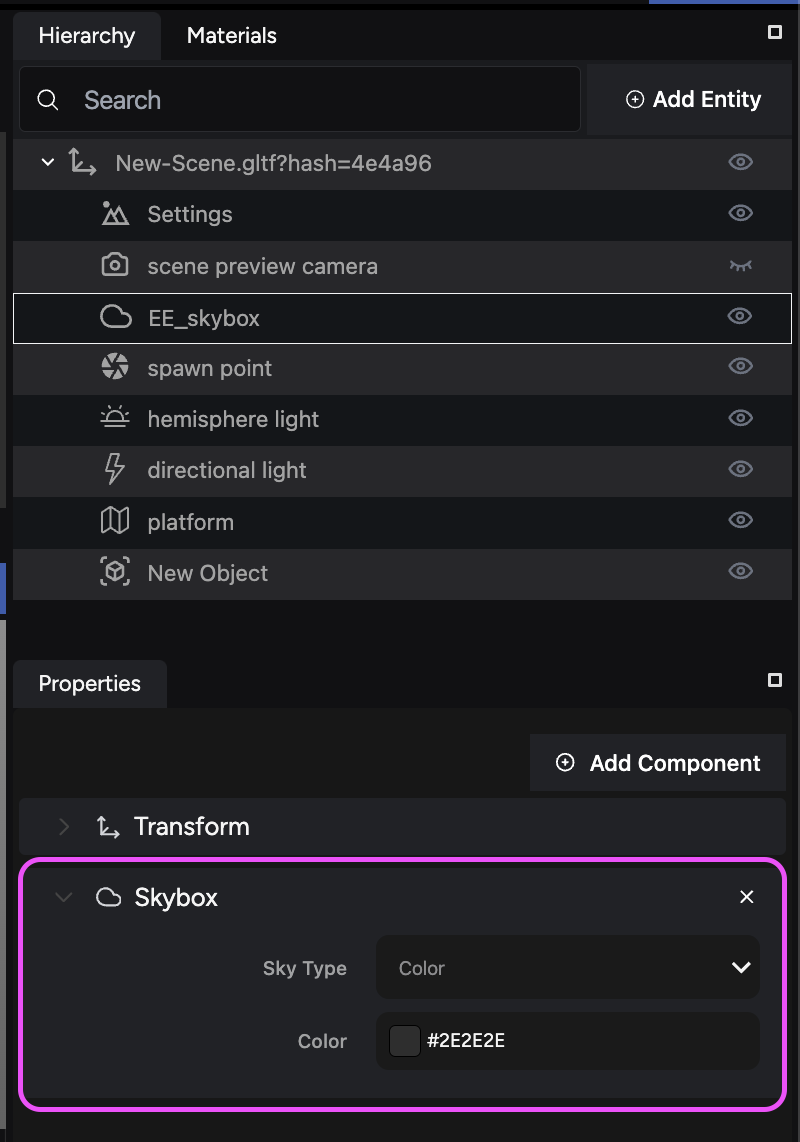 Hierarchy Materials
Search Add Entity
New-Scene.gltf?hash=4e4a96
Settings
scene preview camera
EE_skybox
spawn point
hemisphere light
directional light
platform
New Object
Properties
Add Component
Transform
Skybox
Sky Type Color
Color #2E2E2E